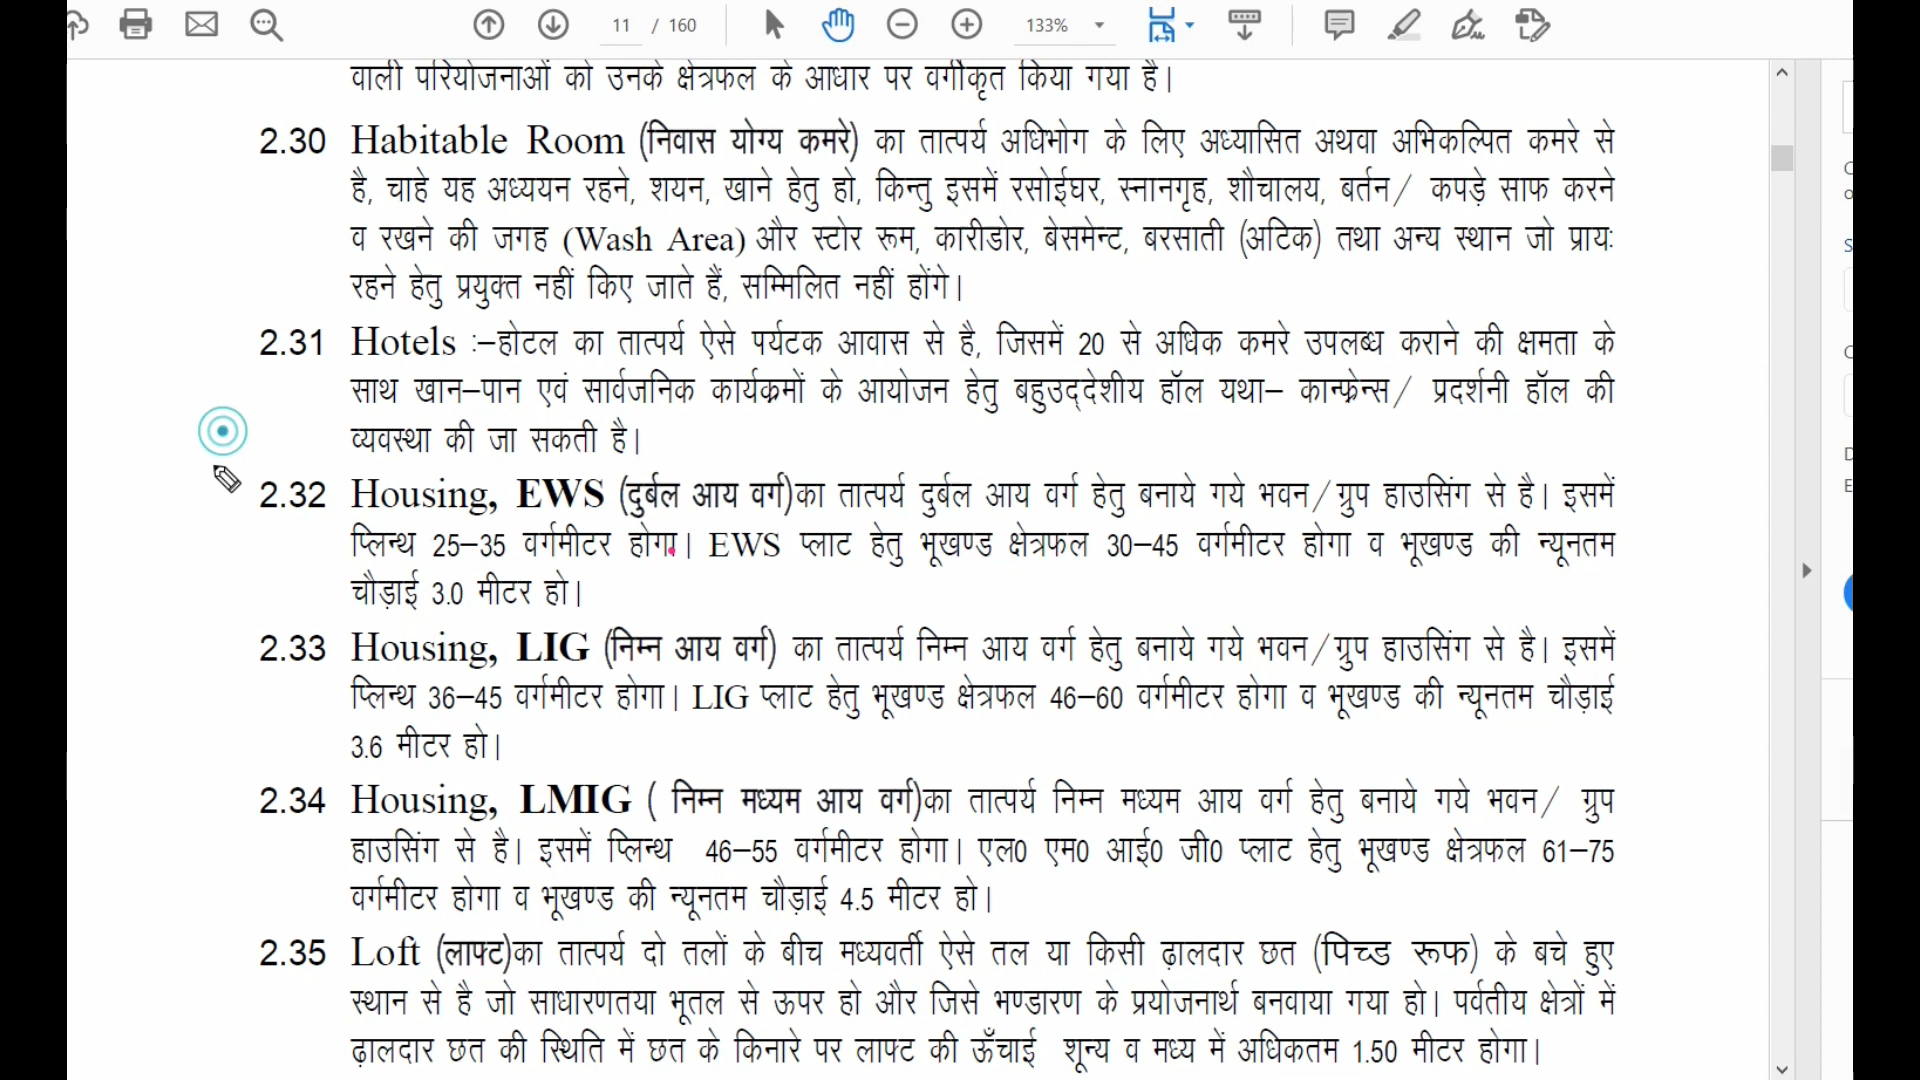 11 / 160 133%
वाली परियोजनाओं को उनके क्षेत्रफल के आधार पर वर्गीकृत किया गया है।
2.30 Habitable Room (निवास योग्य कमरे) का तात्पर्य अधिभोग के लिए अध्यासित अथवा अभिकल्पित कमरे से
है, चाहे यह अध्ययन रहने, शयन, खाने हेतु हो, किन्तु इसमें रसोईघर, स्नानगृह, शौचालय, बर्तन/ कपड़े साफ करने
व रखने की जगह (Wash Area) और स्टोर रूम, कारीडोर, बेसमेन्ट, बरसाती (अटिक) तथा अन्य स्थान जो प्रायः
रहने हेतु प्रयुक्त नहीं किए जाते हैं, सम्मिलित नहीं होंगे।
2.31 Hotels :–होटल का तात्पर्य ऐसे पर्यटक आवास से है, जिसमें 20 से अधिक कमरे उपलब्ध कराने की क्षमता के
साथ खान–पान एवं सार्वजनिक कार्यक्रमों के आयोजन हेतु बहुउद्देशीय हॉल यथा– कान्फ्रेन्स/ प्रदर्शनी हॉल की
व्यवस्था की जा सकती है।
2.32 Housing, EWS (दुर्बल आय वर्ग)का तात्पर्य दुर्बल आय वर्ग हेतु बनाये गये भवन/ग्रुप हाउसिंग से है। इसमें
प्लिन्थ 25–35 वर्गमीटर होगा। EWS प्लाट हेतु भूखण्ड क्षेत्रफल 30–45 वर्गमीटर होगा व भूखण्ड की न्यूनतम
चौड़ाई 3.0 मीटर हो।
2.33 Housing, LIG (निम्न आय वर्ग) का तात्पर्य निम्न आय वर्ग हेतु बनाये गये भवन/ग्रुप हाउसिंग से है। इसमें
प्लिन्थ 36–45 वर्गमीटर होगा। LIG प्लाट हेतु भूखण्ड क्षेत्रफल 46–60 वर्गमीटर होगा व भूखण्ड की न्यूनतम चौड़ाई
3.6 मीटर हो।
2.34 Housing, LMIG ( निम्न मध्यम आय वर्ग)का तात्पर्य निम्न मध्यम आय वर्ग हेतु बनाये गये भवन/ ग्रुप
हाउसिंग से है। इसमें प्लिन्थ 46–55 वर्गमीटर होगा। एल0 एम0 आई0 जी0 प्लाट हेतु भूखण्ड क्षेत्रफल 61–75
वर्गमीटर होगा व भूखण्ड की न्यूनतम चौड़ाई 4.5 मीटर हो।
2.35 Loft (लाफ्ट)का तात्पर्य दो तलों के बीच मध्यवर्ती ऐसे तल या किसी ढ़ालदार छत (पिच्ड रूफ) के बचे हुए
स्थान से है जो साधारणतया भूतल से ऊपर हो और जिसे भण्डारण के प्रयोजनार्थ बनवाया गया हो। पर्वतीय क्षेत्रों में
ढ़ालदार छत की स्थिति में छत के किनारे पर लाफ्ट की ऊँचाई शून्य व मध्य में अधिकतम 1.50 मीटर होगा।